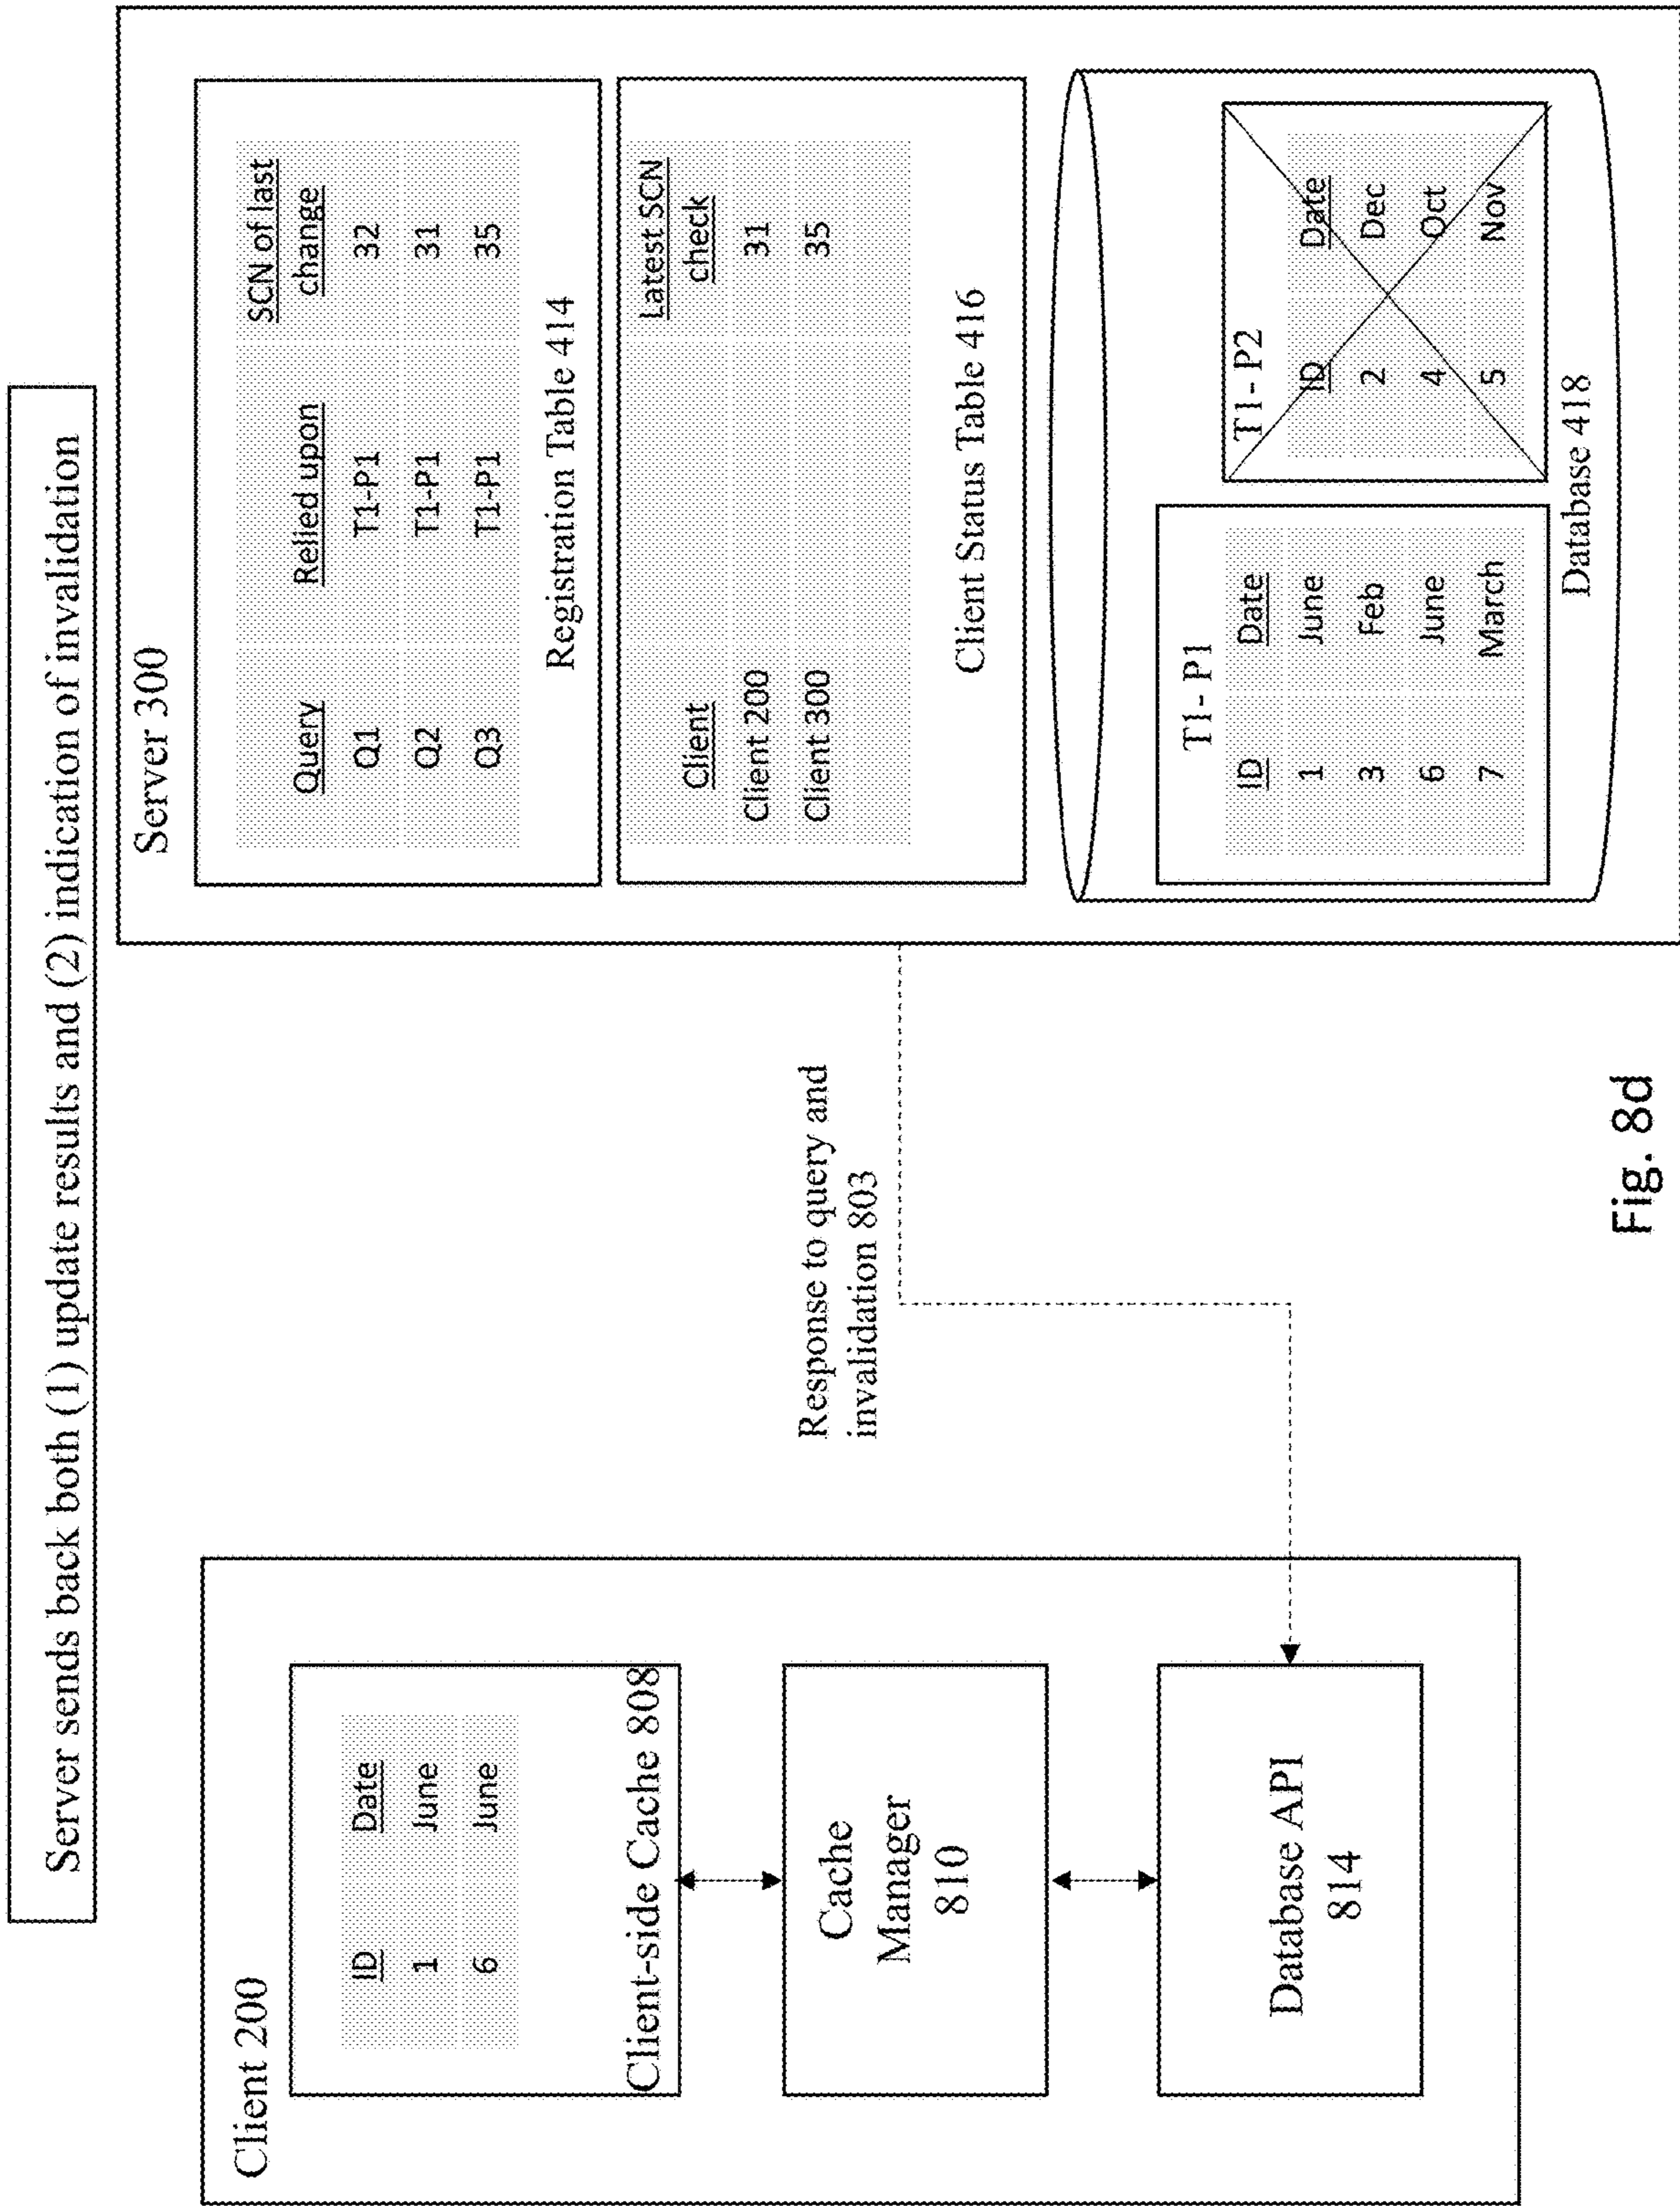 Server sends back both (1) update results and (2) indication of invalidation
Client 200
ID Date
1 June
6 June
Client-side Cache 808
Cache
Manager
810
Database API
814
Response to query and
invalidation 803
Server 300
Query Relied upon SCN of last
change
Q1 T1-P1 32
Q2 T1-P1 31
Q3 T1-P1 35
Registration Table 414
Client Latest SCN
check
Client 200 31
Client 300 35
Client Status Table 416
T1- P1
ID Date
1 June
3 Feb
6 June
7 March
T1- P2
ID Date
2 Dec
4 Oct
5 Nov
Database 418
Fig. 8d